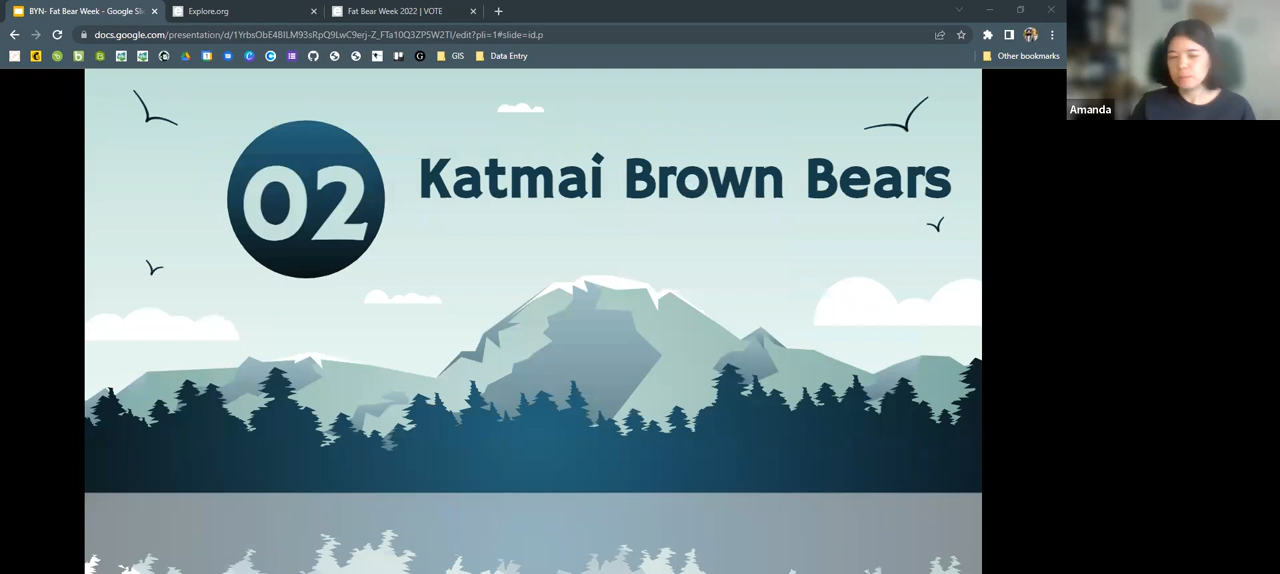 BYN- Fat Bear Week - Google Sli
Explore.org
Fat Bear Week 2022 | VOTE
docs.google.com/presentation/d/1YrbsObE4BILM93sRpQ9LwC9erj-Z_FTa10Q3ZP5W2TI/edit?pli=1#slide=id.p
GIS
Data Entry
Other bookmarks
Amanda
02
Katmai Brown Bears